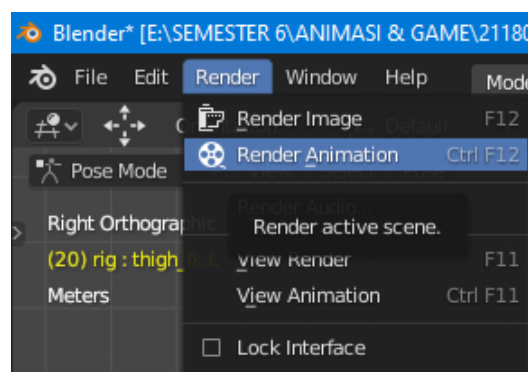 Blender* [E:\SEMESTER 6\ANIMASI & GAME\21180
File Edit Render Window Help Mode
Render Image F12
Render Animation Ctrl F12
Pose Mode
Render Audio...
Right Orthographic
Render active scene.
(20) rig : thigh_fk.L
View Render F11
Meters
View Animation Ctrl F11
Lock Interface